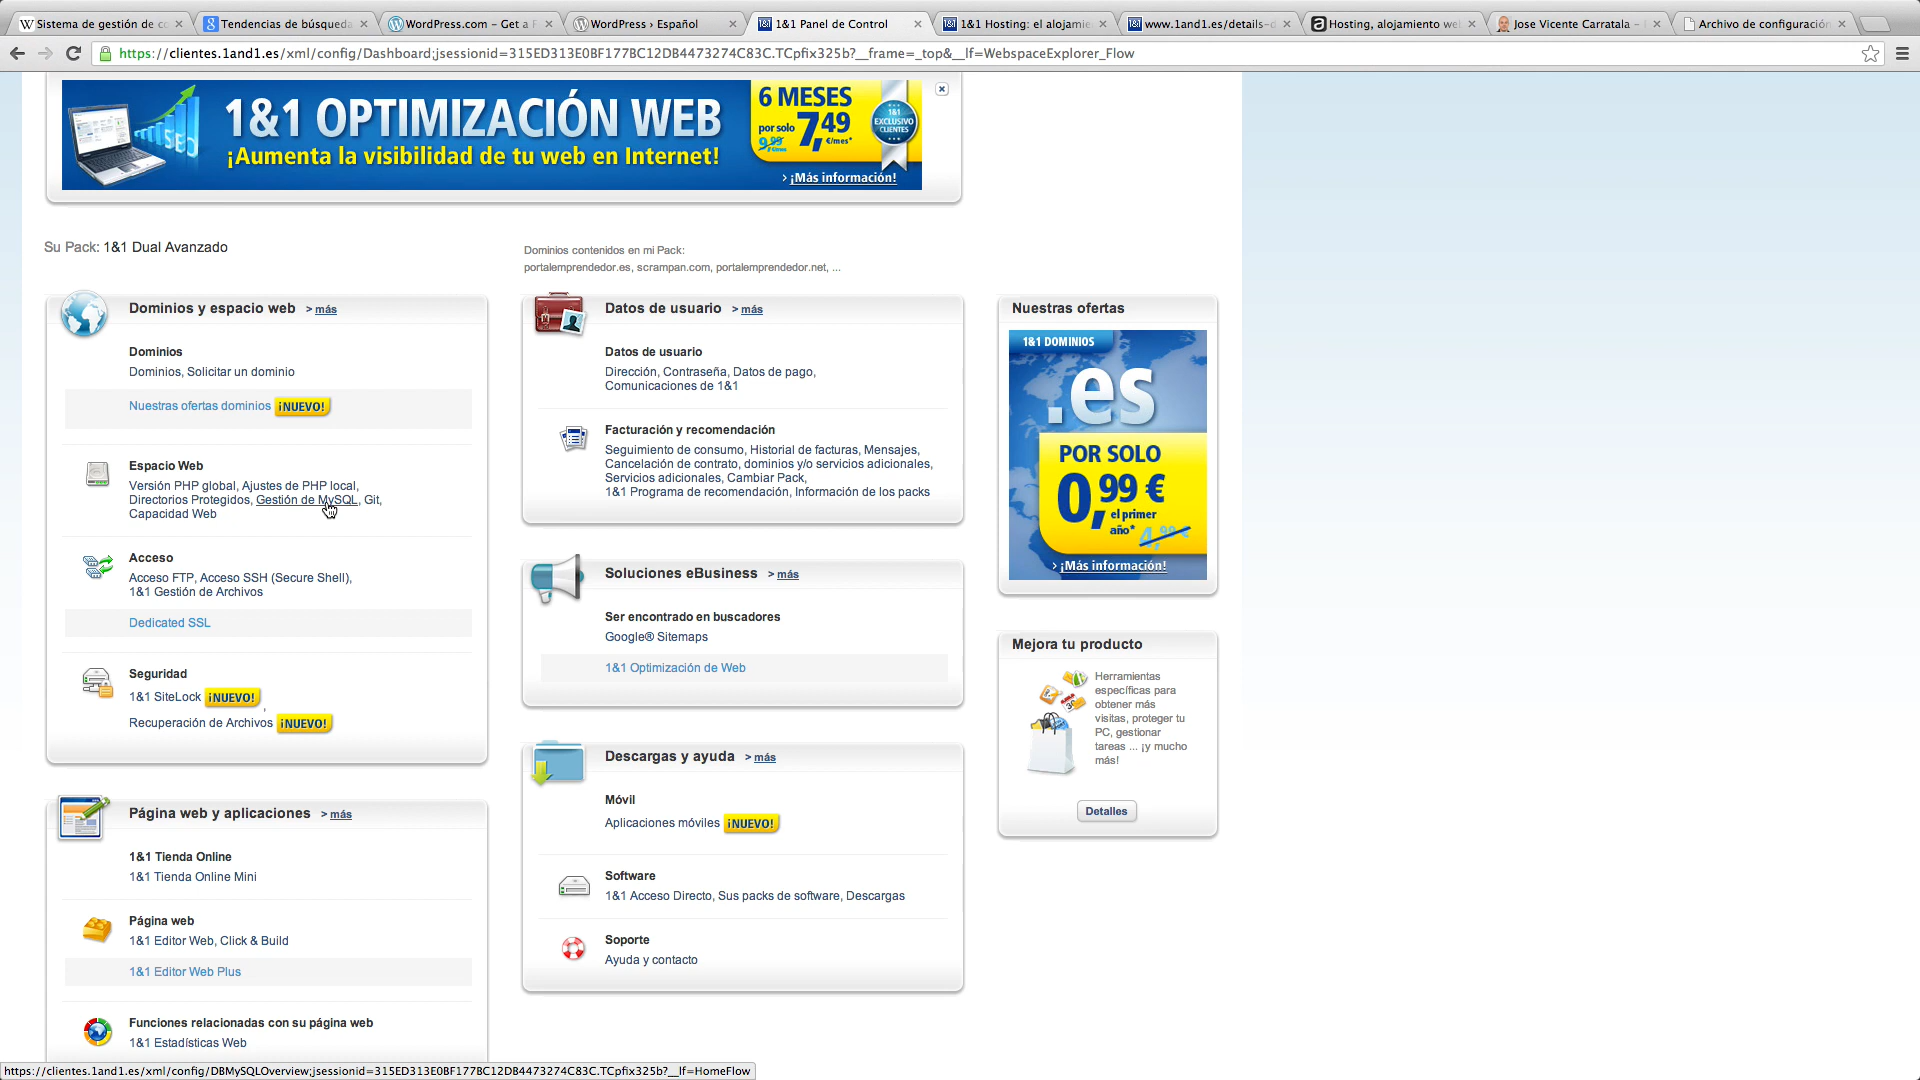 Sistema de gestión de co
Tendencias de búsqueda
WordPress.com - Get a F
WordPress › Español
1&1 Panel de Control
1&1 Hosting: el alojamie
www.1and1.es/details-d
Hosting, alojamiento web
Jose Vicente Carratala -
Archivo de configuración
https://clientes.1and1.es/xml/config/Dashboard;jsessionid=315ED313E0BF177BC12DB4473274C83C.TCpfix325b?__frame=_top&__lf=WebspaceExplorer_Flow
1&1 OPTIMIZACIÓN WEB
¡Aumenta la visibilidad de tu web en Internet!
SEO
6 MESES
por solo 7,49 €/mes*
9,99
1&1 EXCLUSIVO CLIENTES
> ¡Más información!
Su Pack: 1&1 Dual Avanzado
Dominios contenidos en mi Pack:
portalemprendedor.es, scrampan.com, portalemprendedor.net, ...
Dominios y espacio web > más
Dominios
Dominios, Solicitar un dominio
Nuestras ofertas dominios ¡NUEVO!
Espacio Web
Versión PHP global, Ajustes de PHP local,
Directorios Protegidos, Gestión de MySQL, Git,
Capacidad Web
Acceso
Acceso FTP, Acceso SSH (Secure Shell),
1&1 Gestión de Archivos
Dedicated SSL
Seguridad
1&1 SiteLock ¡NUEVO! ,
Recuperación de Archivos ¡NUEVO!
Página web y aplicaciones > más
1&1 Tienda Online
1&1 Tienda Online Mini
Página web
1&1 Editor Web, Click & Build
1&1 Editor Web Plus
Funciones relacionadas con su página web
1&1 Estadísticas Web
Datos de usuario > más
Datos de usuario
Dirección, Contraseña, Datos de pago,
Comunicaciones de 1&1
Facturación y recomendación
Seguimiento de consumo, Historial de facturas, Mensajes,
Cancelación de contrato, dominios y/o servicios adicionales,
Servicios adicionales, Cambiar Pack,
1&1 Programa de recomendación, Información de los packs
Soluciones eBusiness > más
Ser encontrado en buscadores
Google® Sitemaps
1&1 Optimización de Web
Descargas y ayuda > más
Móvil
Aplicaciones móviles ¡NUEVO!
Software
1&1 Acceso Directo, Sus packs de software, Descargas
Soporte
Ayuda y contacto
Nuestras ofertas
1&1 DOMINIOS
.es
POR SOLO
0,99 €
el primer
año* 4,99 €
> ¡Más información!
Mejora tu producto
Herramientas
específicas para
obtener más
visitas, proteger tu
PC, gestionar
tareas ... ¡y mucho
más!
Detalles
https://clientes.1and1.es/xml/config/DBMySQLOverview;jsessionid=315ED313E0BF177BC12DB4473274C83C.TCpfix325b?__lf=HomeFlow